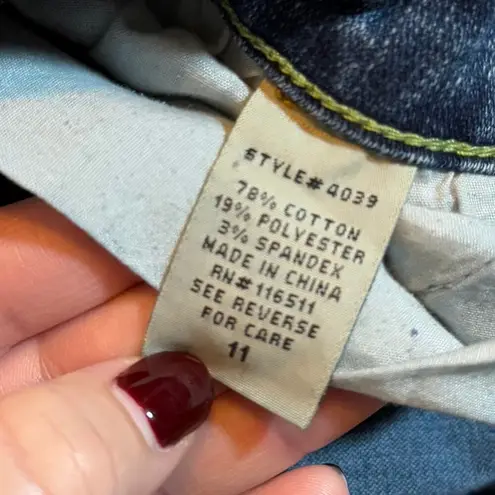 STYLE# 4039
78% COTTON
19% POLYESTER
3% SPANDEX
MADE IN CHINA
RN# 116511
SEE REVERSE
FOR CARE
11